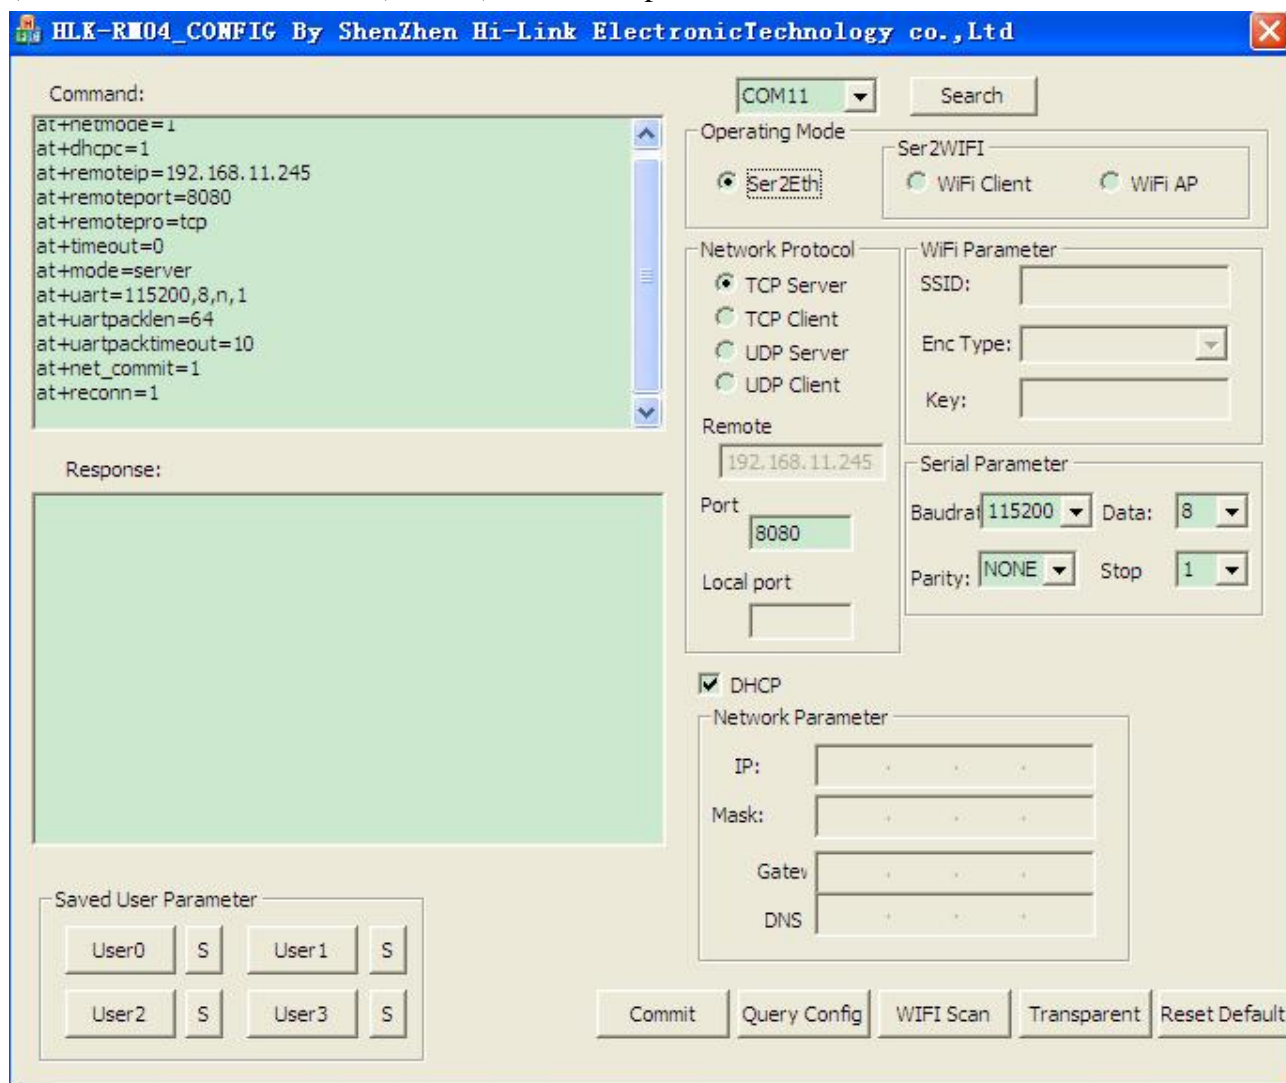 HLK-RM04_CONFIG By ShenZhen Hi-Link ElectronicTechnology co.,Ltd
Command:
at+netmode=1
at+dhcpc=1
at+remoteip=192.168.11.245
at+remoteport=8080
at+remotepro=tcp
at+timeout=0
at+mode=server
at+uart=115200,8,n,1
at+uartpacklen=64
at+uartpacktimeout=10
at+net_commit=1
at+reconn=1
Response:
Saved User Parameter
User0 S User1 S
User2 S User3 S
COM11 Search
Operating Mode
Ser2Eth
Ser2WIFI
WiFi Client WiFi AP
Network Protocol
TCP Server
TCP Client
UDP Server
UDP Client
Remote
192.168.11.245
Port
8080
Local port
WiFi Parameter
SSID:
Enc Type:
Key:
Serial Parameter
Baudrat 115200 Data: 8
Parity: NONE Stop 1
DHCP
Network Parameter
IP:
Mask:
Gatew
DNS
Commit Query Config WIFI Scan Transparent Reset Default